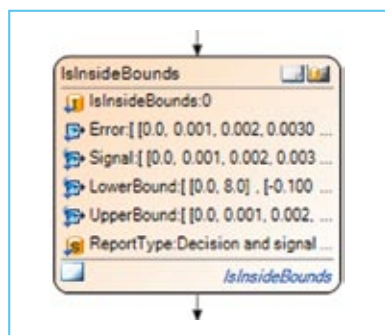 IsInsideBounds
IsInsideBounds:0
Error:[ [0.0, 0.001, 0.002, 0.0030 ...
Signal:[ [0.0, 0.001, 0.002, 0.003 ...
LowerBound:[ [0.0, 8.0] , [-0.100 ...
UpperBound:[ [0.0, 0.001, 0.002, ...
ReportType:Decision and signal ...
IsInsideBounds